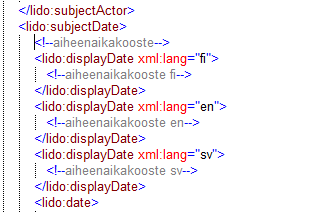 </lido:subjectActor>
<lido:subjectDate>
<!--aiheenaikakooste-->
<lido:displayDate xml:lang="fi">
<!--aiheenaikakooste fi-->
</lido:displayDate>
<lido:displayDate xml:lang="en">
<!--aiheenaikakooste en-->
</lido:displayDate>
<lido:displayDate xml:lang="sv">
<!--aiheenaikakooste sv-->
</lido:displayDate>
<lido:date>